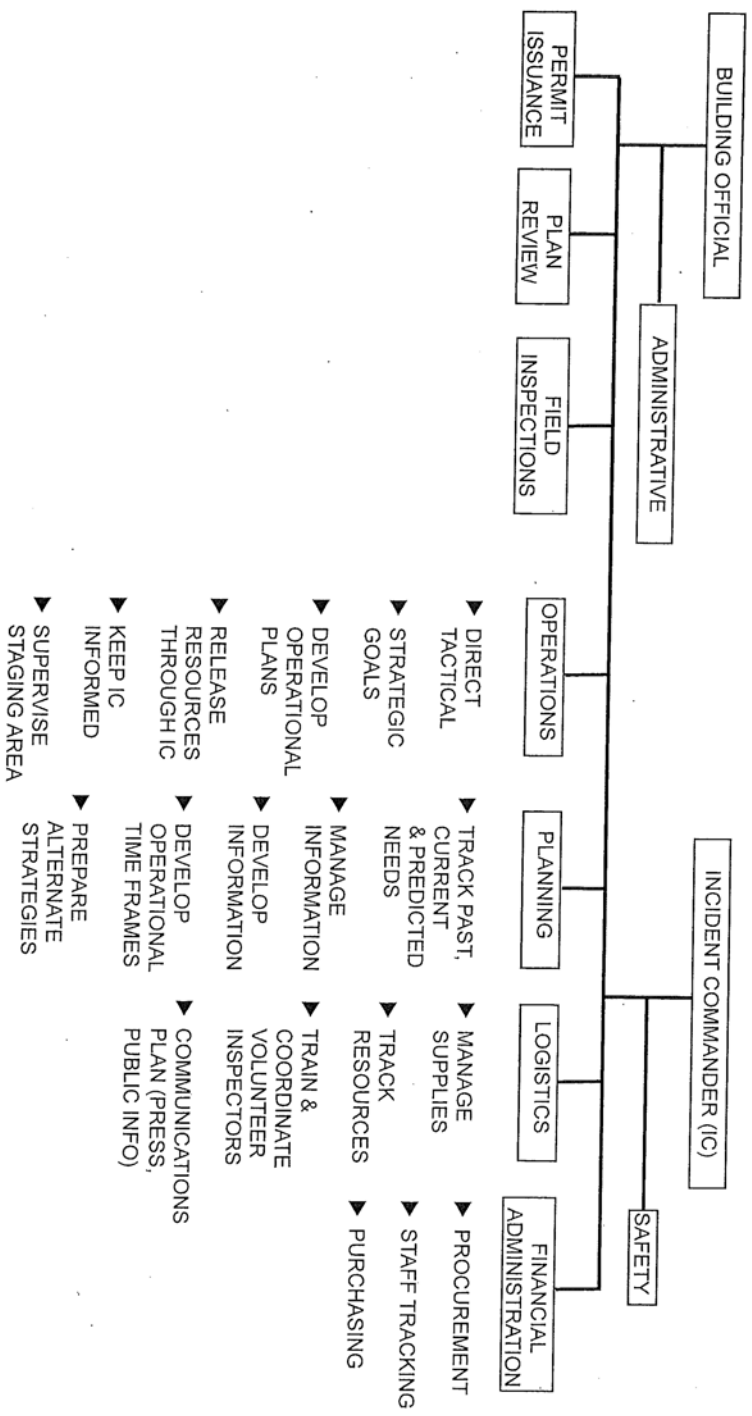 BUILDING OFFICIAL
INCIDENT COMMANDER (IC)
ADMINISTRATIVE
SAFETY
PERMIT
ISSUANCE
PLAN
REVIEW
FIELD
INSPECTIONS
OPERATIONS
PLANNING
LOGISTICS
FINANCIAL
ADMINISTRATION
DIRECT
TACTICAL
STRATEGIC
GOALS
DEVELOP
OPERATIONAL
PLANS
RELEASE
RESOURCES
THROUGH IC
KEEP IC
INFORMED
SUPERVISE
STAGING AREA
TRACK PAST,
CURRENT
& PREDICTED
NEEDS
MANAGE
INFORMATION
DEVELOP
INFORMATION
DEVELOP
OPERATIONAL
TIME FRAMES
PREPARE
ALTERNATE
STRATEGIES
MANAGE
SUPPLIES
TRACK
RESOURCES
TRAIN &
COORDINATE
VOLUNTEER
INSPECTORS
COMMUNICATIONS
PLAN (PRESS,
PUBLIC INFO)
PROCUREMENT
STAFF TRACKING
PURCHASING